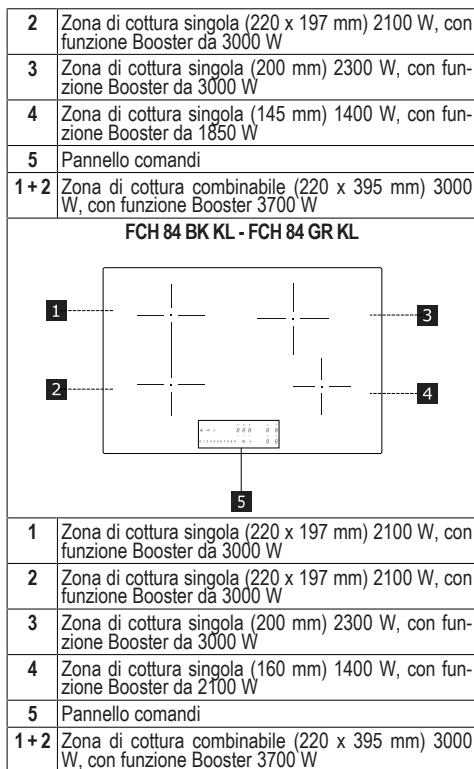 2 Zona di cottura singola (220 x 197 mm) 2100 W, con
funzione Booster da 3000 W
3 Zona di cottura singola (200 mm) 2300 W, con fun-
zione Booster da 3000 W
4 Zona di cottura singola (145 mm) 1400 W, con fun-
zione Booster da 1850 W
5 Pannello comandi
1 + 2 Zona di cottura combinabile (220 x 395 mm) 3000
W, con funzione Booster 3700 W
FCH 84 BK KL - FCH 84 GR KL
1
3
2
4
5
1 Zona di cottura singola (220 x 197 mm) 2100 W, con
funzione Booster da 3000 W
2 Zona di cottura singola (220 x 197 mm) 2100 W, con
funzione Booster da 3000 W
3 Zona di cottura singola (200 mm) 2300 W, con fun-
zione Booster da 3000 W
4 Zona di cottura singola (160 mm) 1400 W, con fun-
zione Booster da 2100 W
5 Pannello comandi
1 + 2 Zona di cottura combinabile (220 x 395 mm) 3000
W, con funzione Booster 3700 W